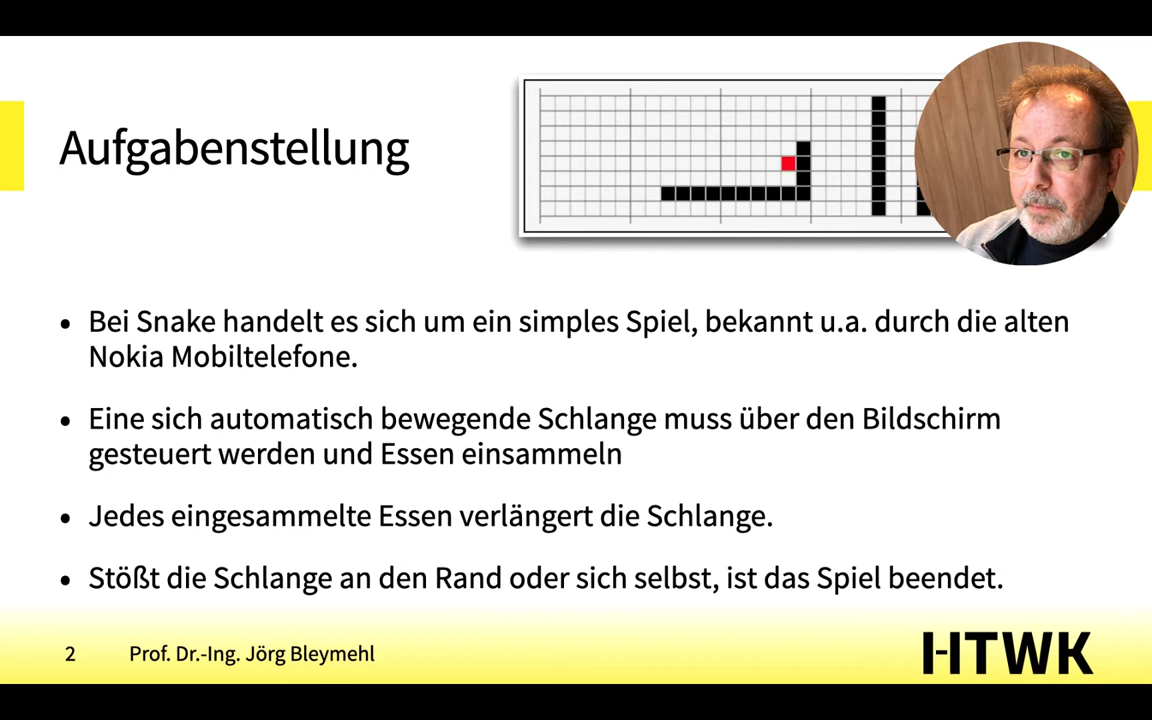 Aufgabenstellung
• Bei Snake handelt es sich um ein simples Spiel, bekannt u.a. durch die alten
Nokia Mobiltelefone.
• Eine sich automatisch bewegende Schlange muss über den Bildschirm
gesteuert werden und Essen einsammeln
• Jedes eingesammelte Essen verlängert die Schlange.
• Stößt die Schlange an den Rand oder sich selbst, ist das Spiel beendet.
2 Prof. Dr.-Ing. Jörg Bleymehl
HTWK